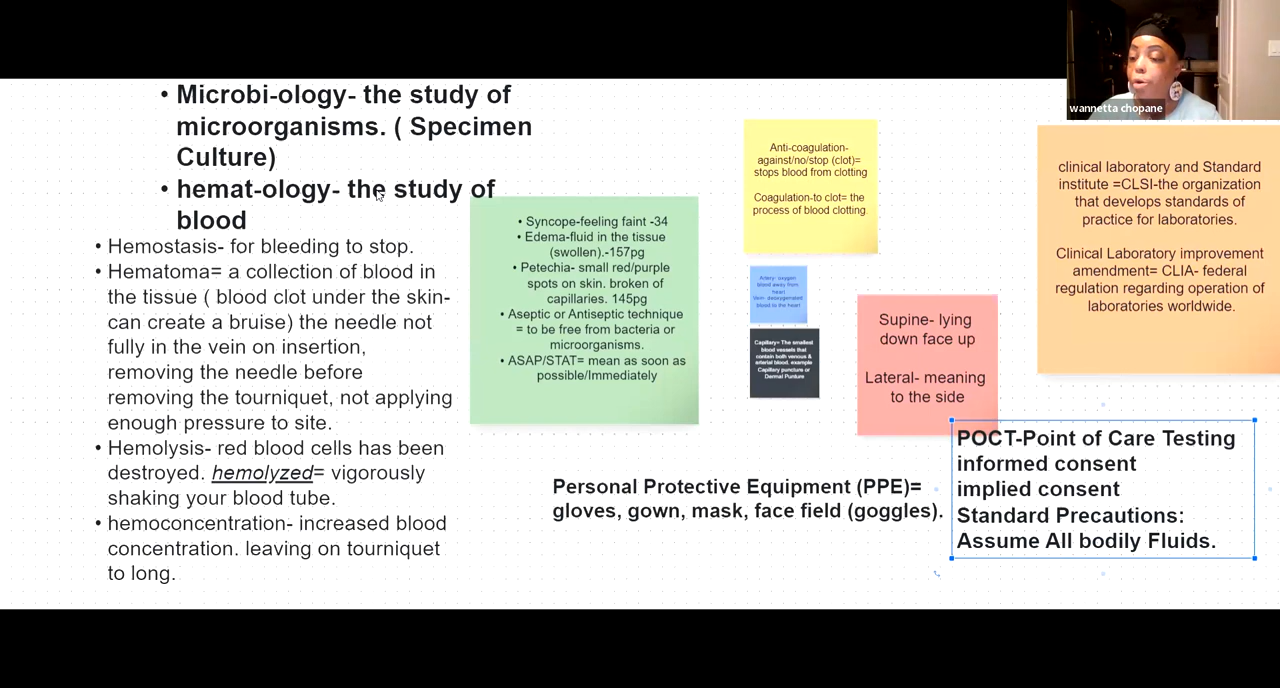 • Microbi-ology- the study of
microorganisms. ( Specimen
Culture)
• hemat-ology- the study of
blood
• Hemostasis- for bleeding to stop.
• Hematoma= a collection of blood in
the tissue ( blood clot under the skin-
can create a bruise) the needle not
fully in the vein on insertion,
removing the needle before
removing the tourniquet, not applying
enough pressure to site.
• Hemolysis- red blood cells has been
destroyed. hemolyzed= vigorously
shaking your blood tube.
• hemoconcentration- increased blood
concentration. leaving on tourniquet
to long.
• Syncope-feeling faint -34
• Edema-fluid in the tissue
(swollen).-157pg
• Petechia- small red/purple
spots on skin. broken of
capillaries. 145pg
• Aseptic or Antiseptic technique
= to be free from bacteria or
microorganisms.
• ASAP/STAT= mean as soon as
possible/Immediately
Anti-coagulation-
against/no/stop (clot)=
stops blood from clotting
Coagulation-to clot= the
process of blood clotting.
Artery- oxygen
blood away from
heart
Vein- deoxygenated
blood to the heart
Capillary= The smallest
blood vessels that
contain both venous &
arterial blood. example
Capillary puncture or
Dermal Punture
Supine- lying
down face up
Lateral- meaning
to the side
wannetta chopane
clinical laboratory and Standard
institute =CLSI-the organization
that develops standards of
practice for laboratories.
Clinical Laboratory improvement
amendment= CLIA- federal
regulation regarding operation of
laboratories worldwide.
Personal Protective Equipment (PPE)=
gloves, gown, mask, face field (goggles).
POCT-Point of Care Testing
informed consent
implied consent
Standard Precautions:
Assume All bodily Fluids.